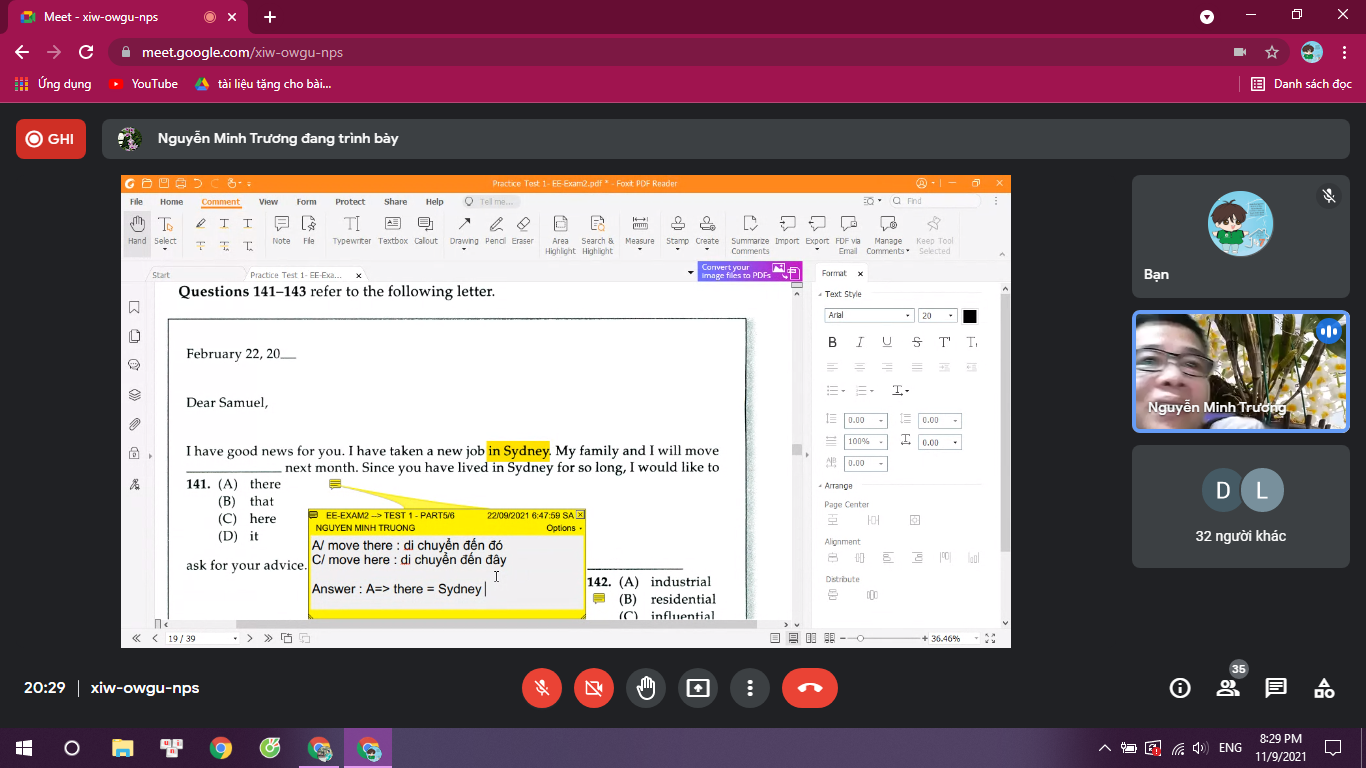 Meet - xiw-owgu-nps
meet.google.com/xiw-owgu-nps
Ứng dụng
YouTube
tài liệu tặng cho bài...
Danh sách đọc
GHI
Nguyễn Minh Trương đang trình bày
Practice Test 1- EE-Exam2.pdf * - Foxit PDF Reader
File Home Comment View Form Protect Share Help Tell me... Find
Hand Select Note File Typewriter Textbox Callout Drawing Pencil Eraser Area Highlight Search & Highlight Measure Stamp Create Summarize Comments Import Export FDF via Email Manage Comments Keep Tool Selected
Start
Practice Test 1- EE-Exa...
Convert your
image files to PDFs
Questions 141–143 refer to the following letter.
February 22, 20__
Dear Samuel,
I have good news for you. I have taken a new job in Sydney. My family and I will move
____________ next month. Since you have lived in Sydney for so long, I would like to
141. (A) there
(B) that
(C) here
(D) it
EE-EXAM2 --> TEST 1 - PART5/6 22/09/2021 6:47:59 SA
NGUYEN MINH TRUONG Options
A/ move there : di chuyển đến đó
C/ move here : di chuyển đến đây
Answer : A=> there = Sydney
ask for your advice.
____________
142. (A) industrial
(B) residential
(C) influential
19 / 39
36.46%
Format
Text Style
Arial 20
B I U S T T
0.00 0.00
100% 0.00
0.00
Arrange
Page Center
Alignment
Distribute
Bạn
Nguyễn Minh Trương
D L
32 người khác
20:29 xiw-owgu-nps
35
ENG
8:29 PM
11/9/2021